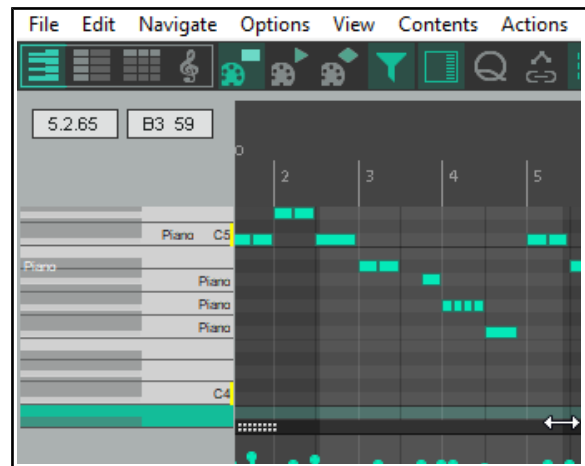 File Edit Navigate Options View Contents Actions
5.2.65 B3 59
2 3 4 5
Piano C5
Piano
Piano
Piano
Piano
C4